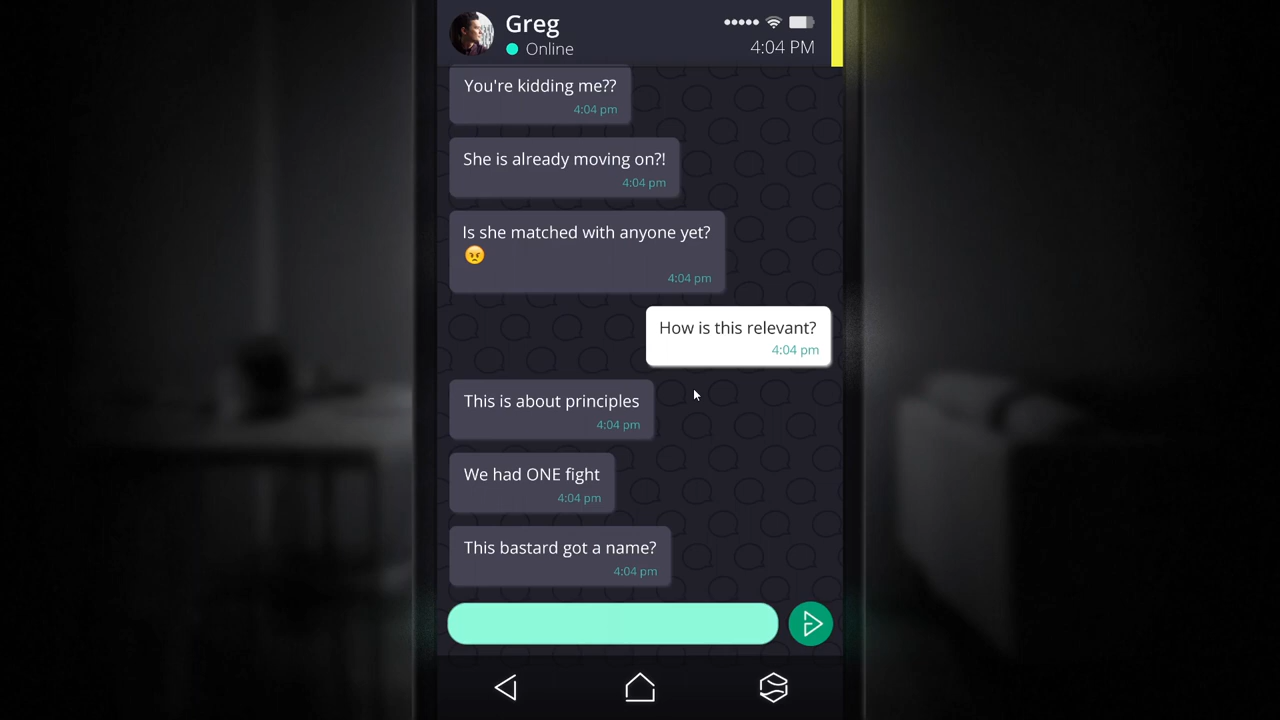 Greg
Online
4:04 PM
You're kidding me??
4:04 pm
She is already moving on?!
4:04 pm
Is she matched with anyone yet?
😠
4:04 pm
How is this relevant?
4:04 pm
This is about principles
4:04 pm
We had ONE fight
4:04 pm
This bastard got a name?
4:04 pm